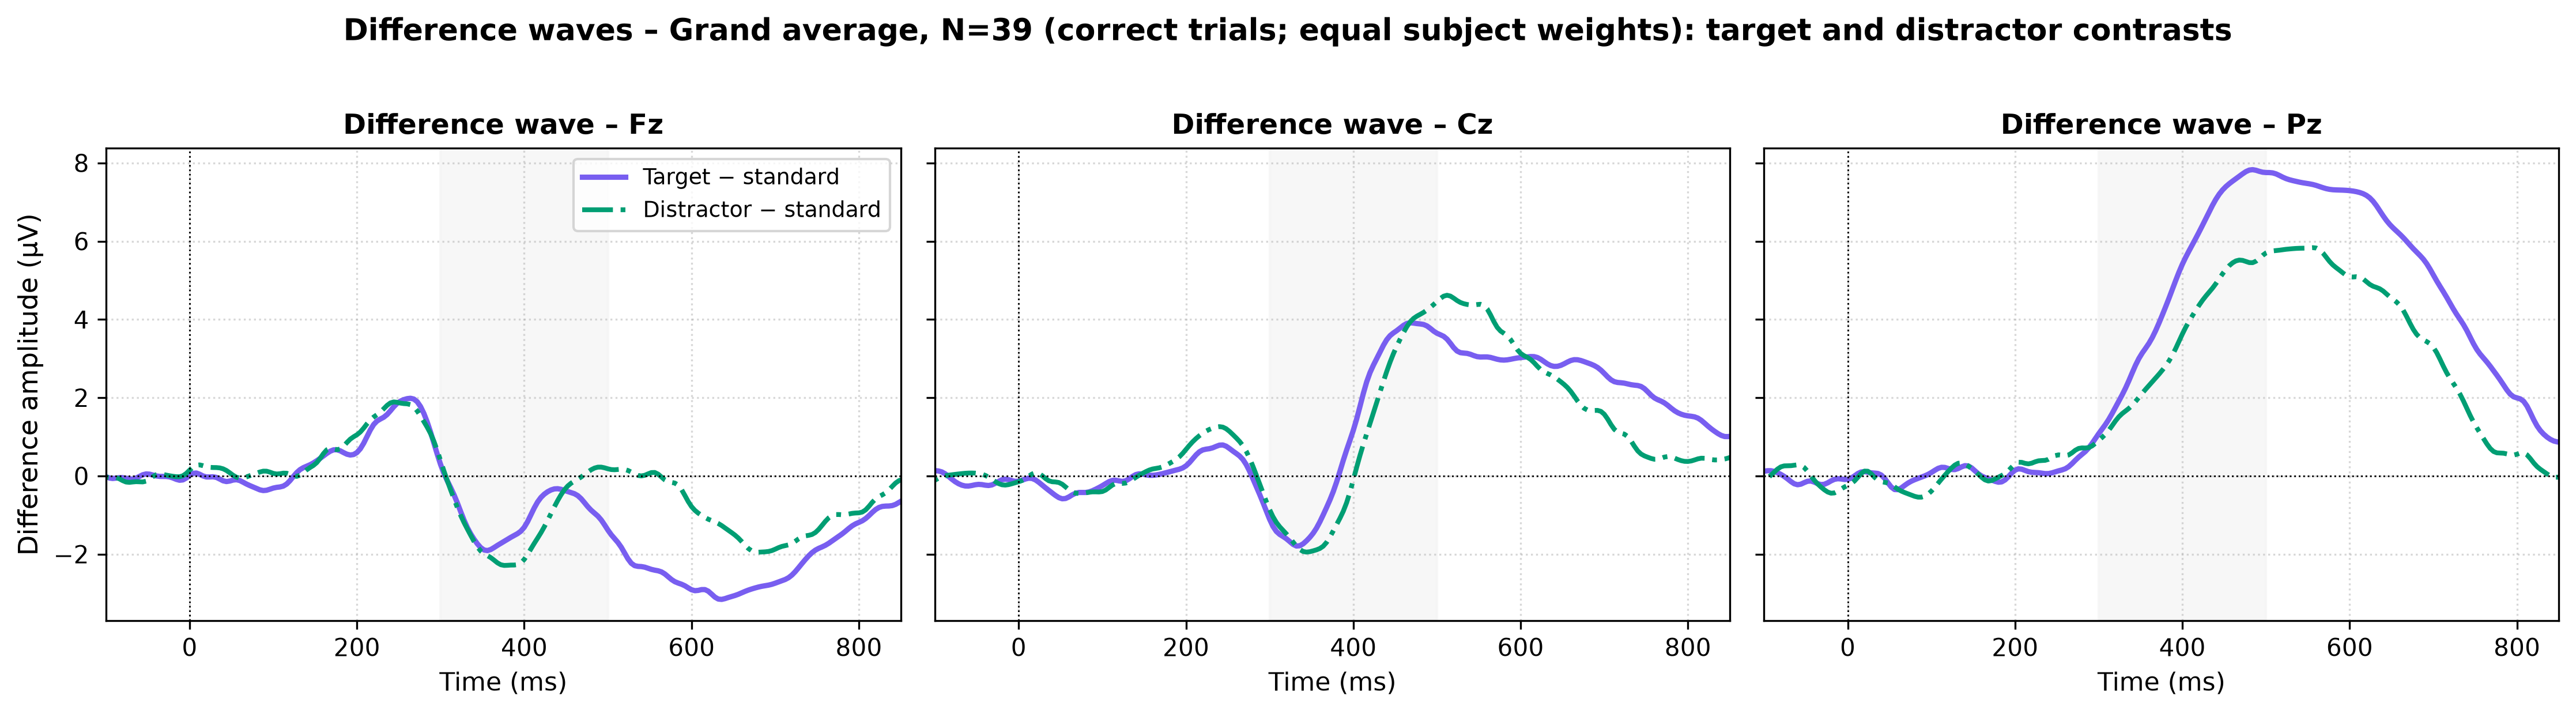 Difference waves – Grand average, N=39 (correct trials; equal subject weights): target and distractor contrasts
Difference wave – Fz
Difference wave – Cz
Difference wave – Pz
Difference amplitude (μV)
8
6
4
2
0
−2
Target − standard
Distractor − standard
0 200 400 600 800
0 200 400 600 800
0 200 400 600 800
Time (ms)
Time (ms)
Time (ms)